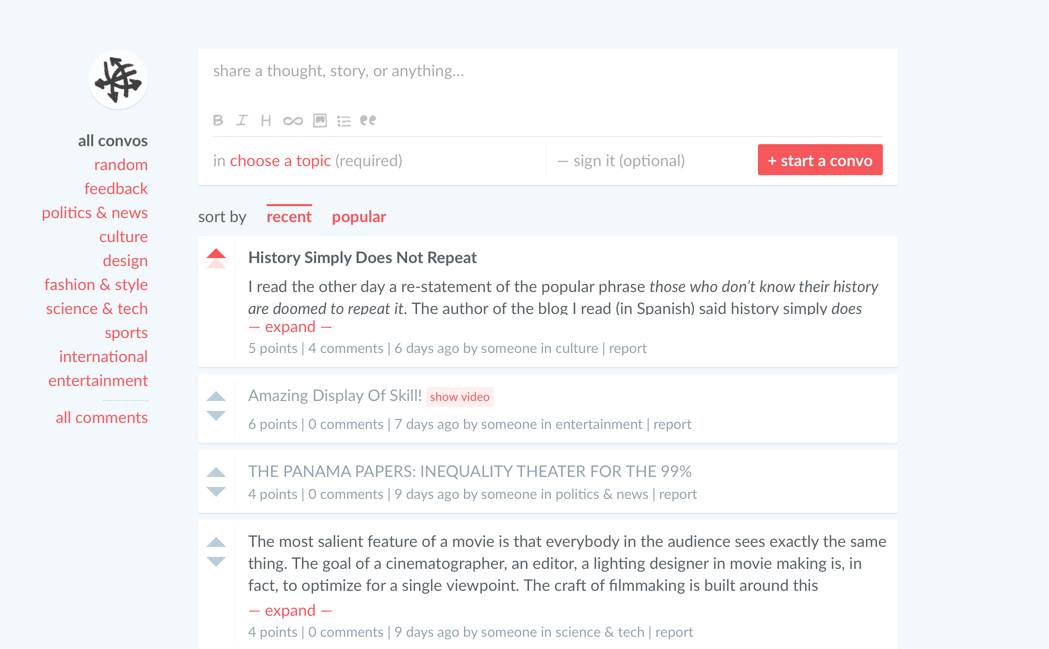 all convos
random
feedback
politics & news
culture
design
fashion & style
science & tech
sports
international
entertainment
all comments
share a thought, story, or anything...
B I H
in choose a topic (required)
— sign it (optional)
+ start a convo
sort by recent popular
History Simply Does Not Repeat
I read the other day a re-statement of the popular phrase those who don't know their history
are doomed to repeat it. The author of the blog I read (in Spanish) said history simply does
— expand —
5 points | 4 comments | 6 days ago by someone in culture | report
Amazing Display Of Skill! show video
6 points | 0 comments | 7 days ago by someone in entertainment | report
THE PANAMA PAPERS: INEQUALITY THEATER FOR THE 99%
4 points | 0 comments | 9 days ago by someone in politics & news | report
The most salient feature of a movie is that everybody in the audience sees exactly the same
thing. The goal of a cinematographer, an editor, a lighting designer in movie making is, in
fact, to optimize for a single viewpoint. The craft of filmmaking is built around this
— expand —
4 points | 0 comments | 9 days ago by someone in science & tech | report